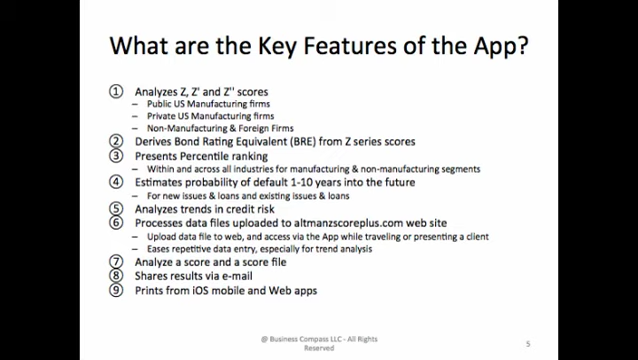 What are the Key Features of the App?
① Analyzes Z, Z' and Z'' scores
– Public US Manufacturing firms
– Private US Manufacturing firms
– Non-Manufacturing & Foreign Firms
② Derives Bond Rating Equivalent (BRE) from Z series scores
③ Presents Percentile ranking
– Within and across all industries for manufacturing & non-manufacturing segments
④ Estimates probability of default 1-10 years into the future
– For new issues & loans and existing issues & loans
⑤ Analyzes trends in credit risk
⑥ Processes data files uploaded to altmanzscoreplus.com web site
– Upload data file to web, and access via the App while traveling or presenting a client
– Eases repetitive data entry, especially for trend analysis
⑦ Analyze a score and a score file
⑧ Shares results via e-mail
⑨ Prints from iOS mobile and Web apps
@ Business Compass LLC - All Rights
Reserved
5